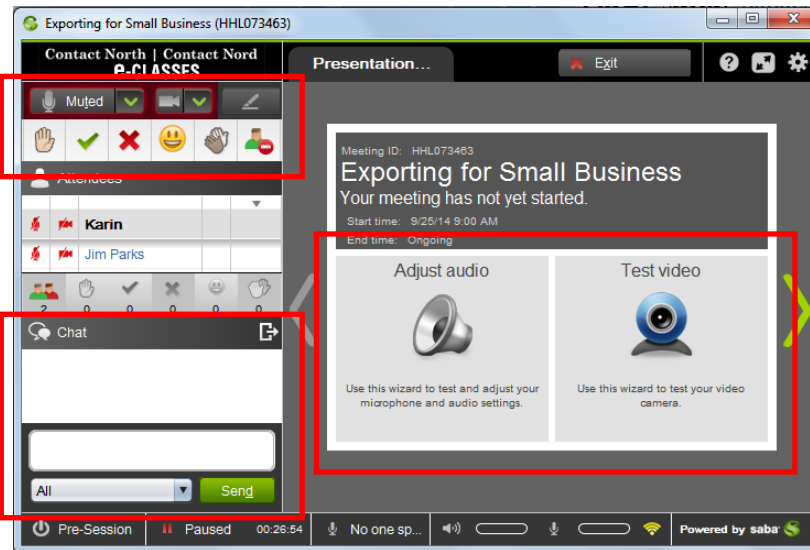 Exporting for Small Business (HHL073463)
Contact North | Contact Nord
e-CLASSES
Presentation...
Exit
Muted
Attendees
Karin
Jim Parks
2 0 0 0 0 0
Chat
All
Send
Meeting ID: HHL073463
Exporting for Small Business
Your meeting has not yet started.
Start time: 9/25/14 9:00 AM
End time: Ongoing
Adjust audio
Use this wizard to test and adjust your
microphone and audio settings.
Test video
Use this wizard to test your video
camera.
Pre-Session
Paused
00:26:54
No one sp...
Powered by saba